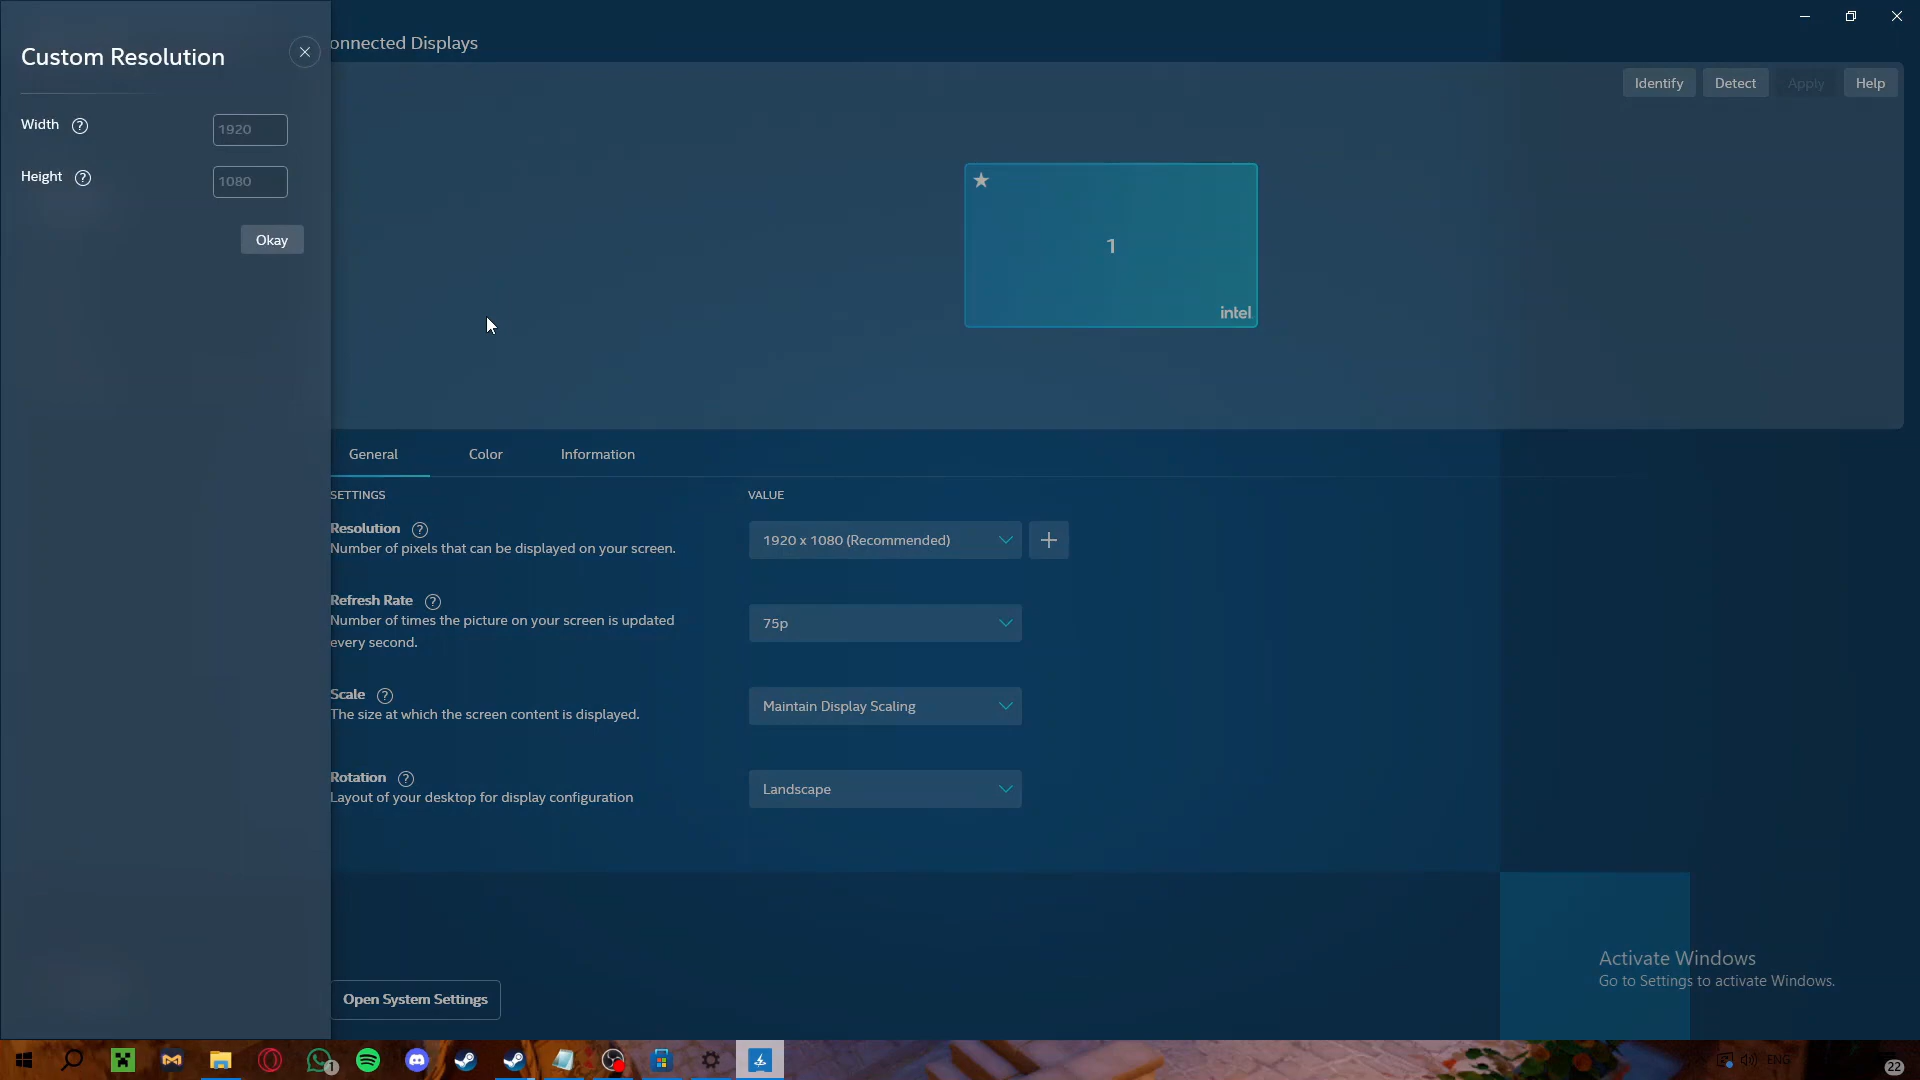 Custom Resolution
onnected Displays
Identify
Detect
Apply
Help
Width ?
1920
Height ?
1080
Okay
1
intel
General
Color
Information
SETTINGS
VALUE
Resolution ?
Number of pixels that can be displayed on your screen.
1920 x 1080 (Recommended)
Refresh Rate ?
Number of times the picture on your screen is updated
every second.
75p
Scale ?
The size at which the screen content is displayed.
Maintain Display Scaling
Rotation ?
Layout of your desktop for display configuration
Landscape
Open System Settings
Activate Windows
Go to Settings to activate Windows.
1
ENG
22